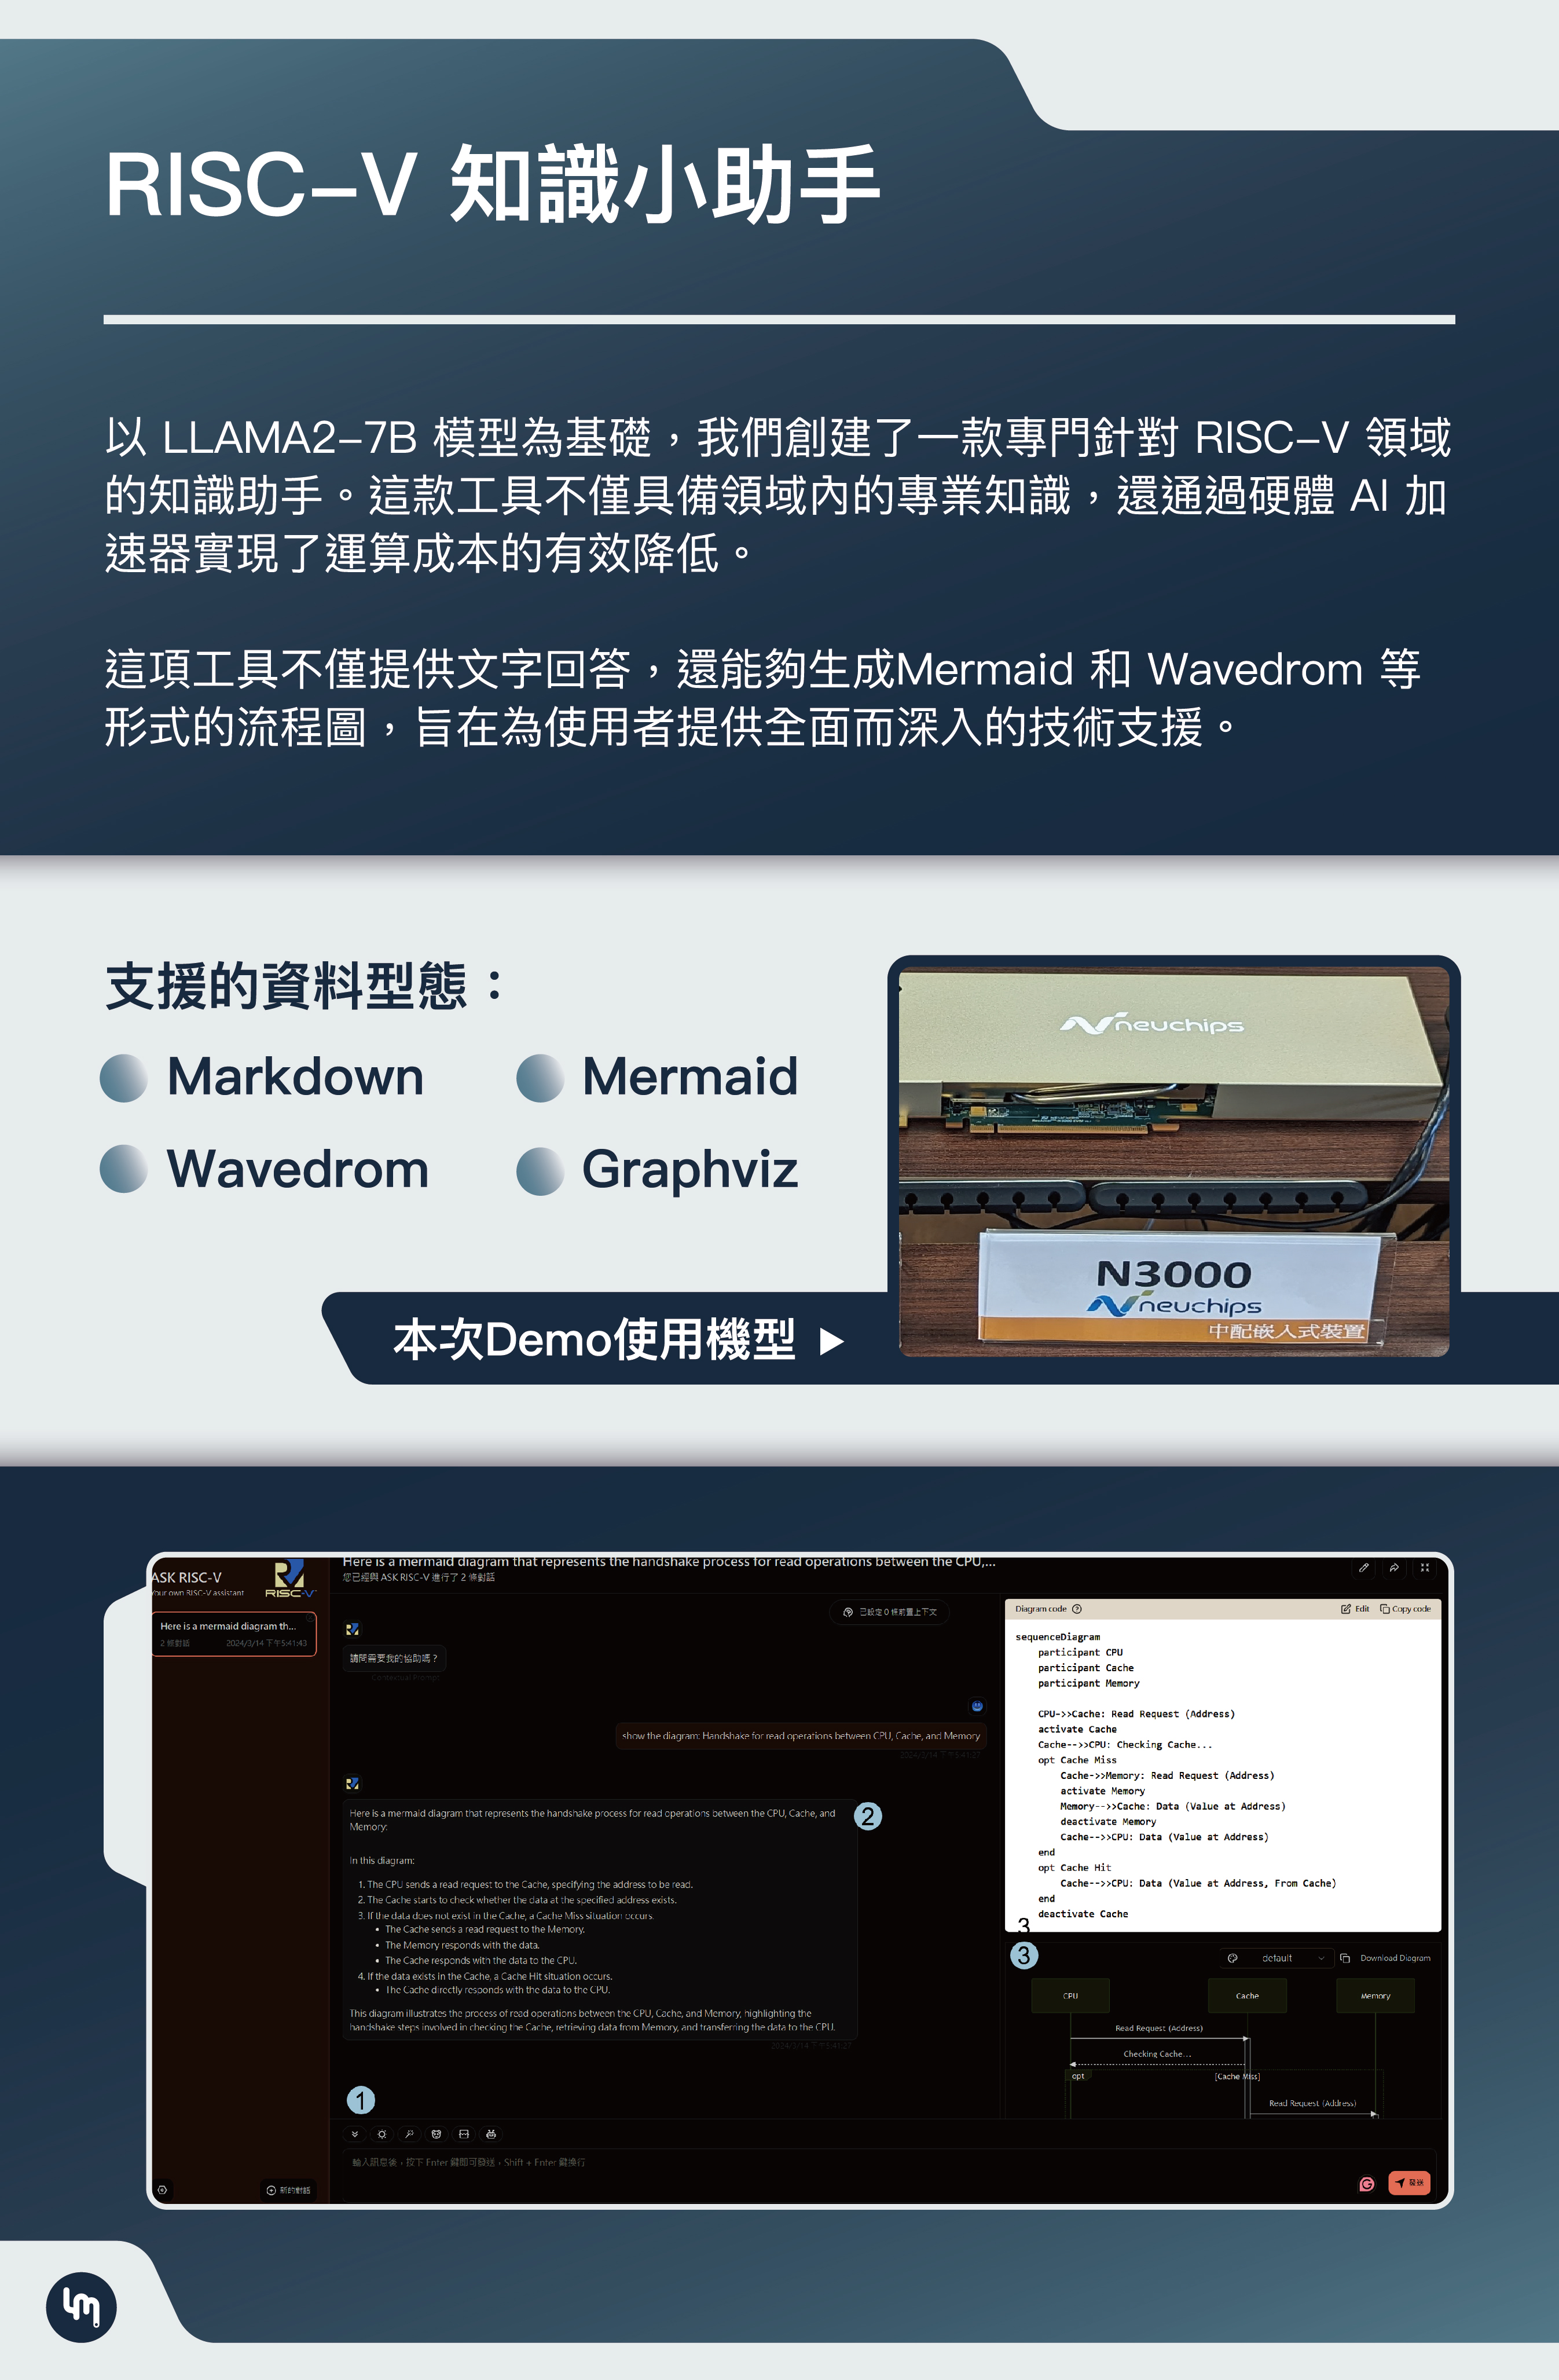 RISC-V 知識小助手
以 LLAMA2-7B 模型為基礎，我們創建了一款專門針對 RISC-V 領域
的知識助手。這款工具不僅具備領域內的專業知識，還通過硬體 AI 加
速器實現了運算成本的有效降低。
這項工具不僅提供文字回答，還能夠生成Mermaid 和 Wavedrom 等
形式的流程圖，旨在為使用者提供全面而深入的技術支援。
支援的資料型態：
Markdown
Mermaid
Wavedrom
Graphviz
neuchips
N3000
neuchips
中配嵌入式裝置
本次Demo使用機型
ASK RISC-V
Your own RISC-V assistant
RISC-V
Here is a mermaid diagram th...
2 條對話
2024/3/14 下午5:41:43
新的對話
Here is a mermaid diagram that represents the handshake process for read operations between the CPU,...
您已經與 ASK RISC-V 進行了 2 條對話
已設定 0 條前置上下文
請問需要我的協助嗎？
Contextual Prompt
show the diagram: Handshake for read operations between CPU, Cache, and Memory
2024/3/14 下午5:41:27
2
Here is a mermaid diagram that represents the handshake process for read operations between the CPU, Cache, and
Memory:
In this diagram:
1. The CPU sends a read request to the Cache, specifying the address to be read.
2. The Cache starts to check whether the data at the specified address exists.
3. If the data does not exist in the Cache, a Cache Miss situation occurs.
• The Cache sends a read request to the Memory.
• The Memory responds with the data.
• The Cache responds with the data to the CPU.
4. If the data exists in the Cache, a Cache Hit situation occurs.
• The Cache directly responds with the data to the CPU.
This diagram illustrates the process of read operations between the CPU, Cache, and Memory, highlighting the
handshake steps involved in checking the Cache, retrieving data from Memory, and transferring the data to the CPU.
2024/3/14 下午5:41:27
1
輸入訊息後，按下 Enter 鍵即可發送，Shift + Enter 鍵換行
發送
Diagram code
Edit
Copy code
sequenceDiagram
participant CPU
participant Cache
participant Memory
CPU->>Cache: Read Request (Address)
activate Cache
Cache-->>CPU: Checking Cache...
opt Cache Miss
Cache->>Memory: Read Request (Address)
activate Memory
Memory-->>Cache: Data (Value at Address)
deactivate Memory
Cache-->>CPU: Data (Value at Address)
end
opt Cache Hit
Cache-->>CPU: Data (Value at Address, From Cache)
end
deactivate Cache
3
3
default
Download Diagram
CPU
Cache
Memory
Read Request (Address)
Checking Cache...
opt
[Cache Miss]
Read Request (Address)